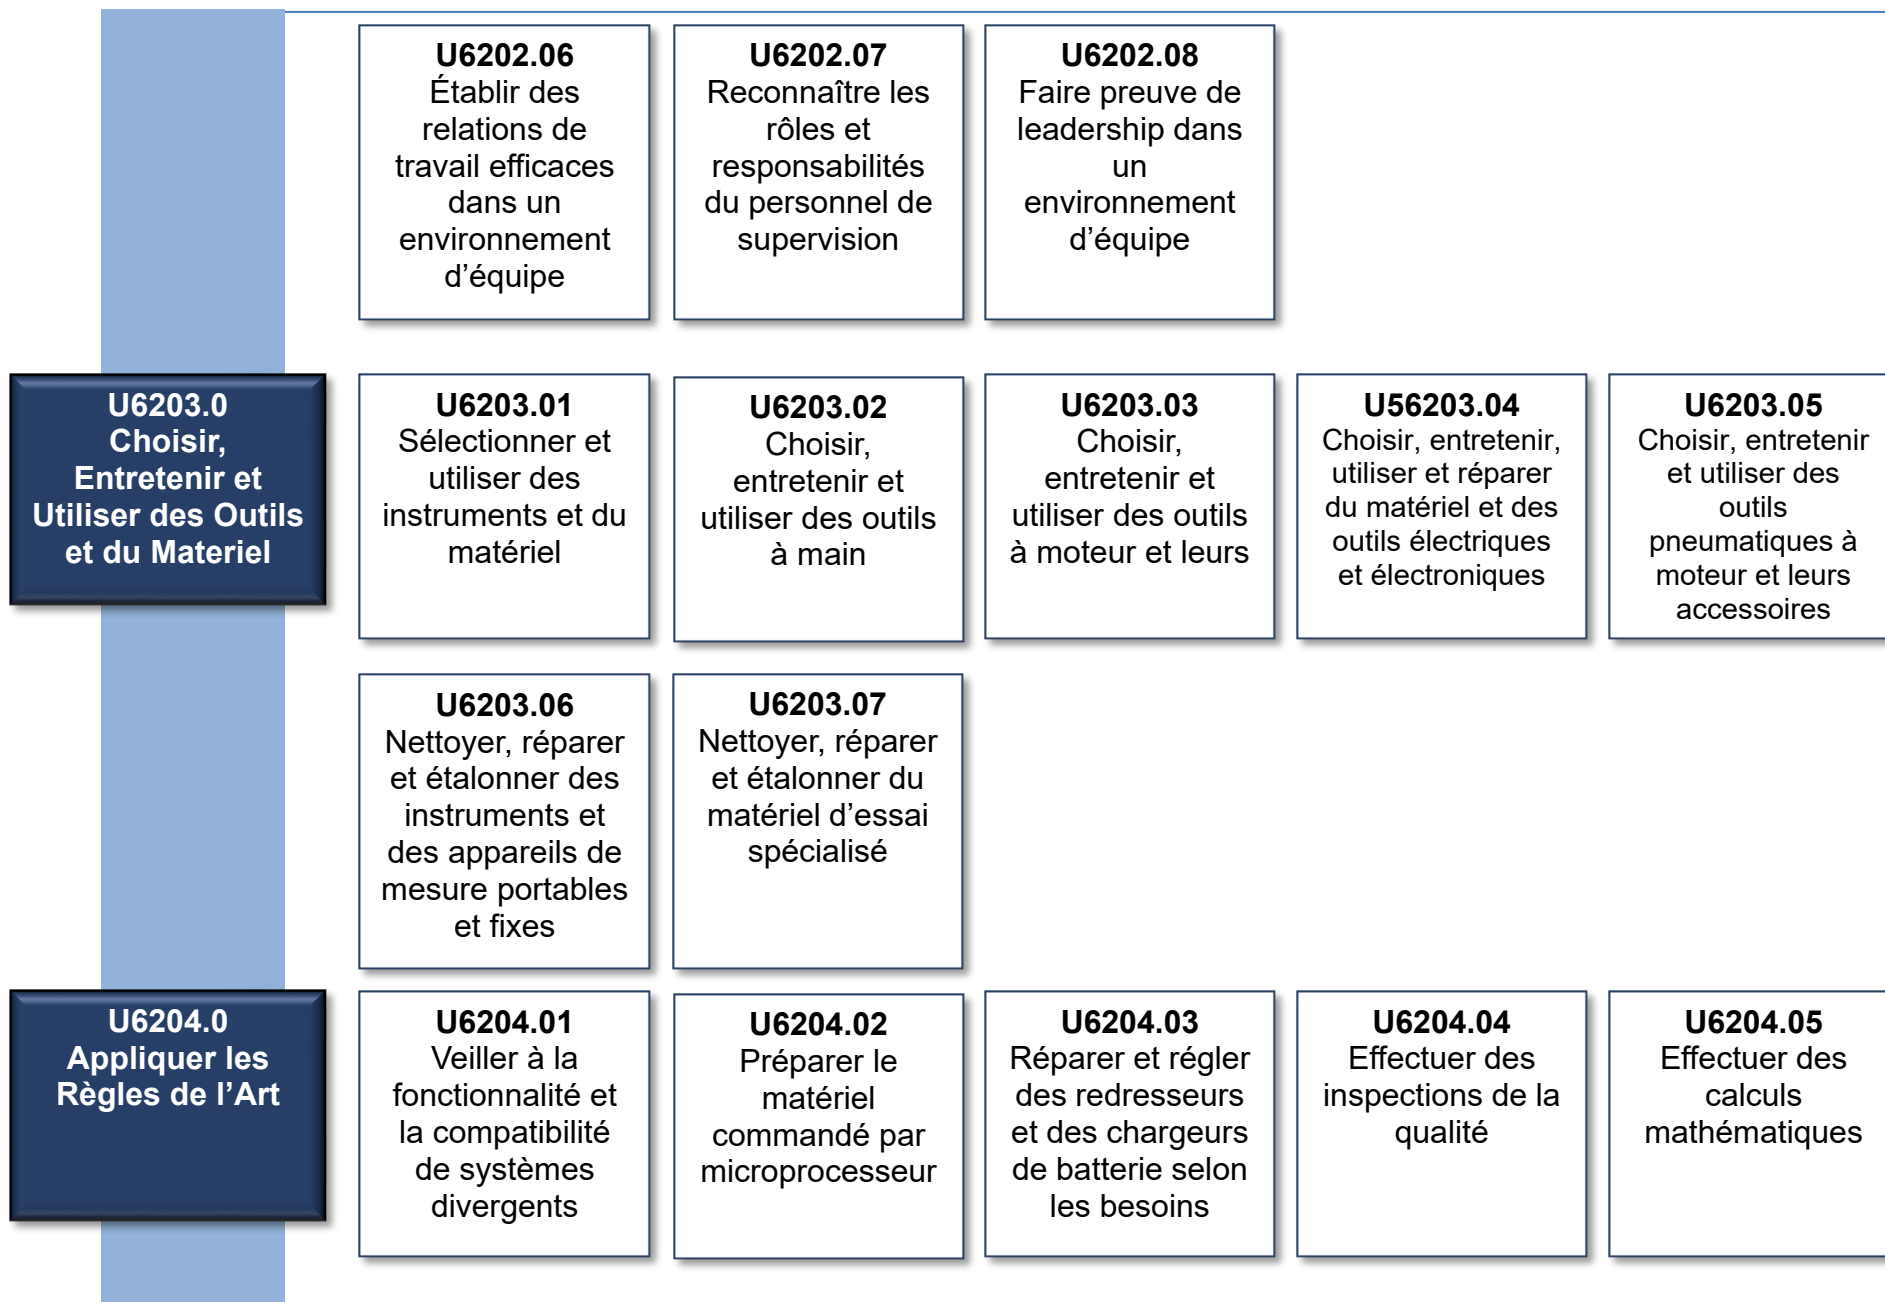 U6202.06
Établir des
relations de
travail efficaces
dans un
environnement
d’équipe
U6202.07
Reconnaître les
rôles et
responsabilités
du personnel de
supervision
U6202.08
Faire preuve de
leadership dans
un
environnement
d’équipe
U6203.0
Choisir,
Entretenir et
Utiliser des Outils
et du Materiel
U6203.01
Sélectionner et
utiliser des
instruments et du
matériel
U6203.02
Choisir,
entretenir et
utiliser des outils
à main
U6203.03
Choisir,
entretenir et
utiliser des outils
à moteur et leurs
U56203.04
Choisir, entretenir,
utiliser et réparer
du matériel et des
outils électriques
et électroniques
U6203.05
Choisir, entretenir
et utiliser des
outils
pneumatiques à
moteur et leurs
accessoires
U6203.06
Nettoyer, réparer
et étalonner des
instruments et
des appareils de
mesure portables
et fixes
U6203.07
Nettoyer, réparer
et étalonner du
matériel d’essai
spécialisé
U6204.0
Appliquer les
Règles de l’Art
U6204.01
Veiller à la
fonctionnalité et
la compatibilité
de systèmes
divergents
U6204.02
Préparer le
matériel
commandé par
microprocesseur
U6204.03
Réparer et régler
des redresseurs
et des chargeurs
de batterie selon
les besoins
U6204.04
Effectuer des
inspections de la
qualité
U6204.05
Effectuer des
calculs
mathématiques